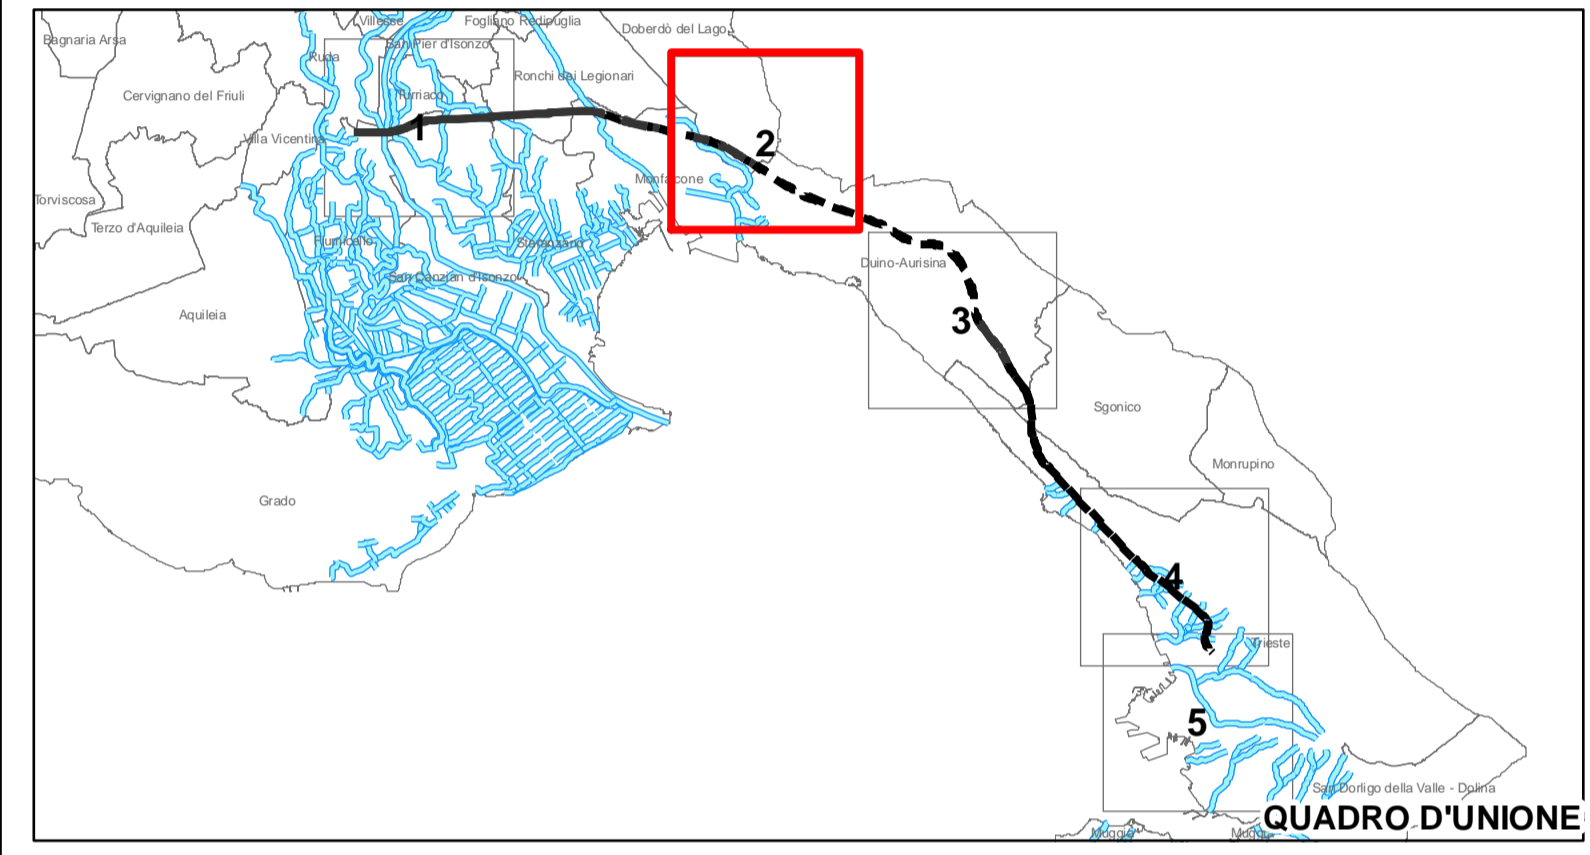 Villesse
Fogliano Redipuglia
Doberdò del Lago
Bagnaria Arsa
San Pier d'Isonzo
Ruda
Ronchi dei Legionari
Cervignano del Friuli
Turriaco
1
Villa Vicentina
2
Monfalcone
Torviscosa
Terzo d'Aquileia
Fiumicello
Staranzano
Duino-Aurisina
San Canzian d'Isonzo
Aquileia
3
Sgonico
Monrupino
Grado
4
Trieste
5
San Dorligo della Valle - Dolina
QUADRO D'UNIONE
Muggia
Muggia